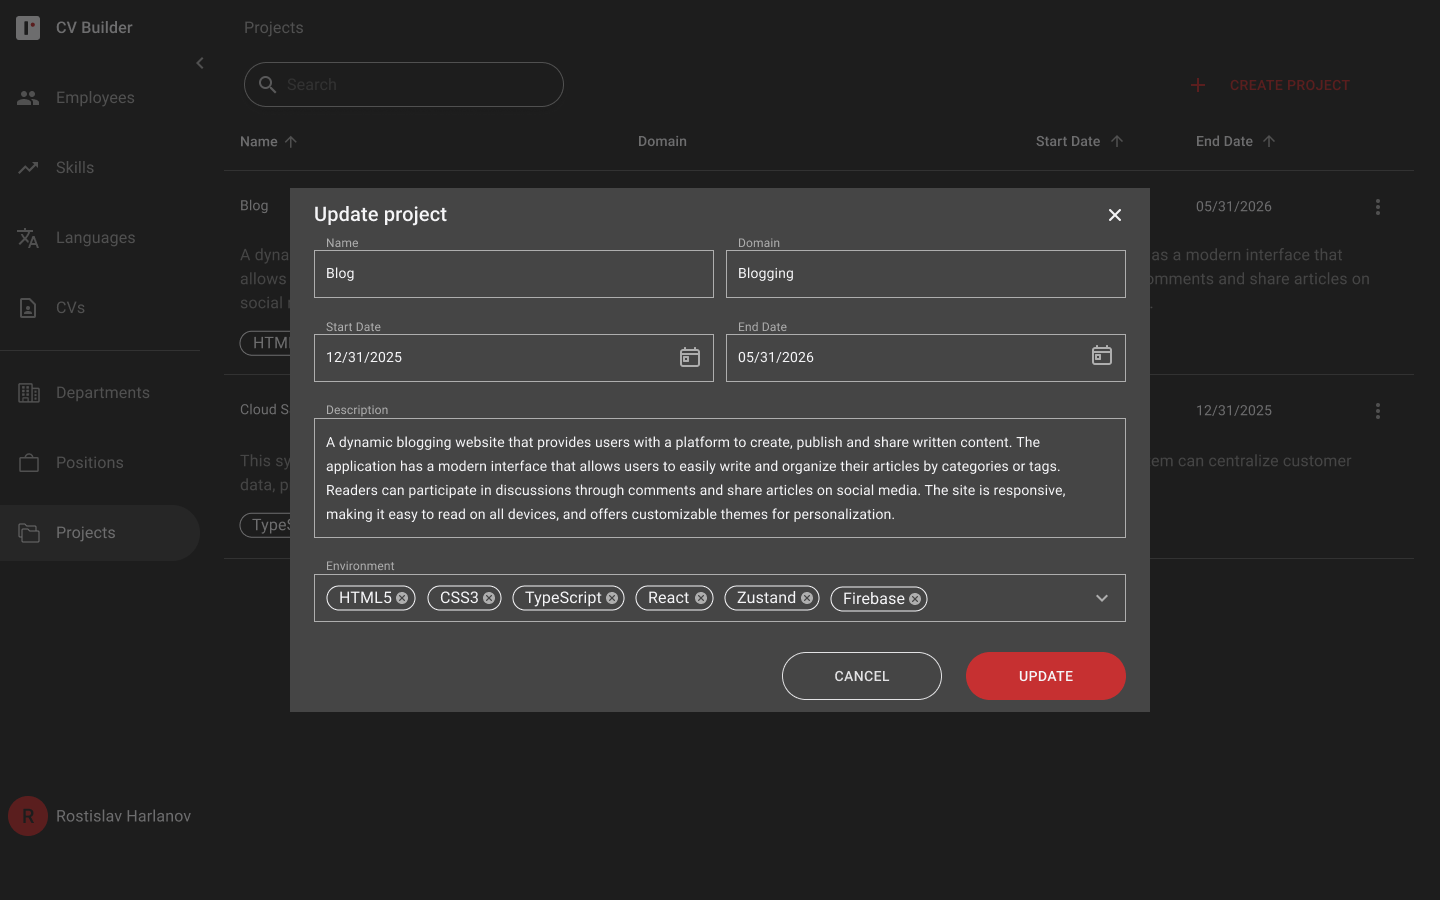 CV Builder
Projects
Search
CREATE PROJECT
Employees
Skills
Languages
CVs
Departments
Positions
Projects
Rostislav Harlanov
R
Name
Domain
Start Date
End Date
Blog
05/31/2026
A dyna
as a modern interface that
allows
omments and share articles on
social
HTM
Cloud S
12/31/2025
This sy
em can centralize customer
data, p
TypeS
Update project
Name
Blog
Domain
Blogging
Start Date
12/31/2025
End Date
05/31/2026
Description
A dynamic blogging website that provides users with a platform to create, publish and share written content. The
application has a modern interface that allows users to easily write and organize their articles by categories or tags.
Readers can participate in discussions through comments and share articles on social media. The site is responsive,
making it easy to read on all devices, and offers customizable themes for personalization.
Environment
HTML5 CSS3 TypeScript React Zustand Firebase
CANCEL
UPDATE